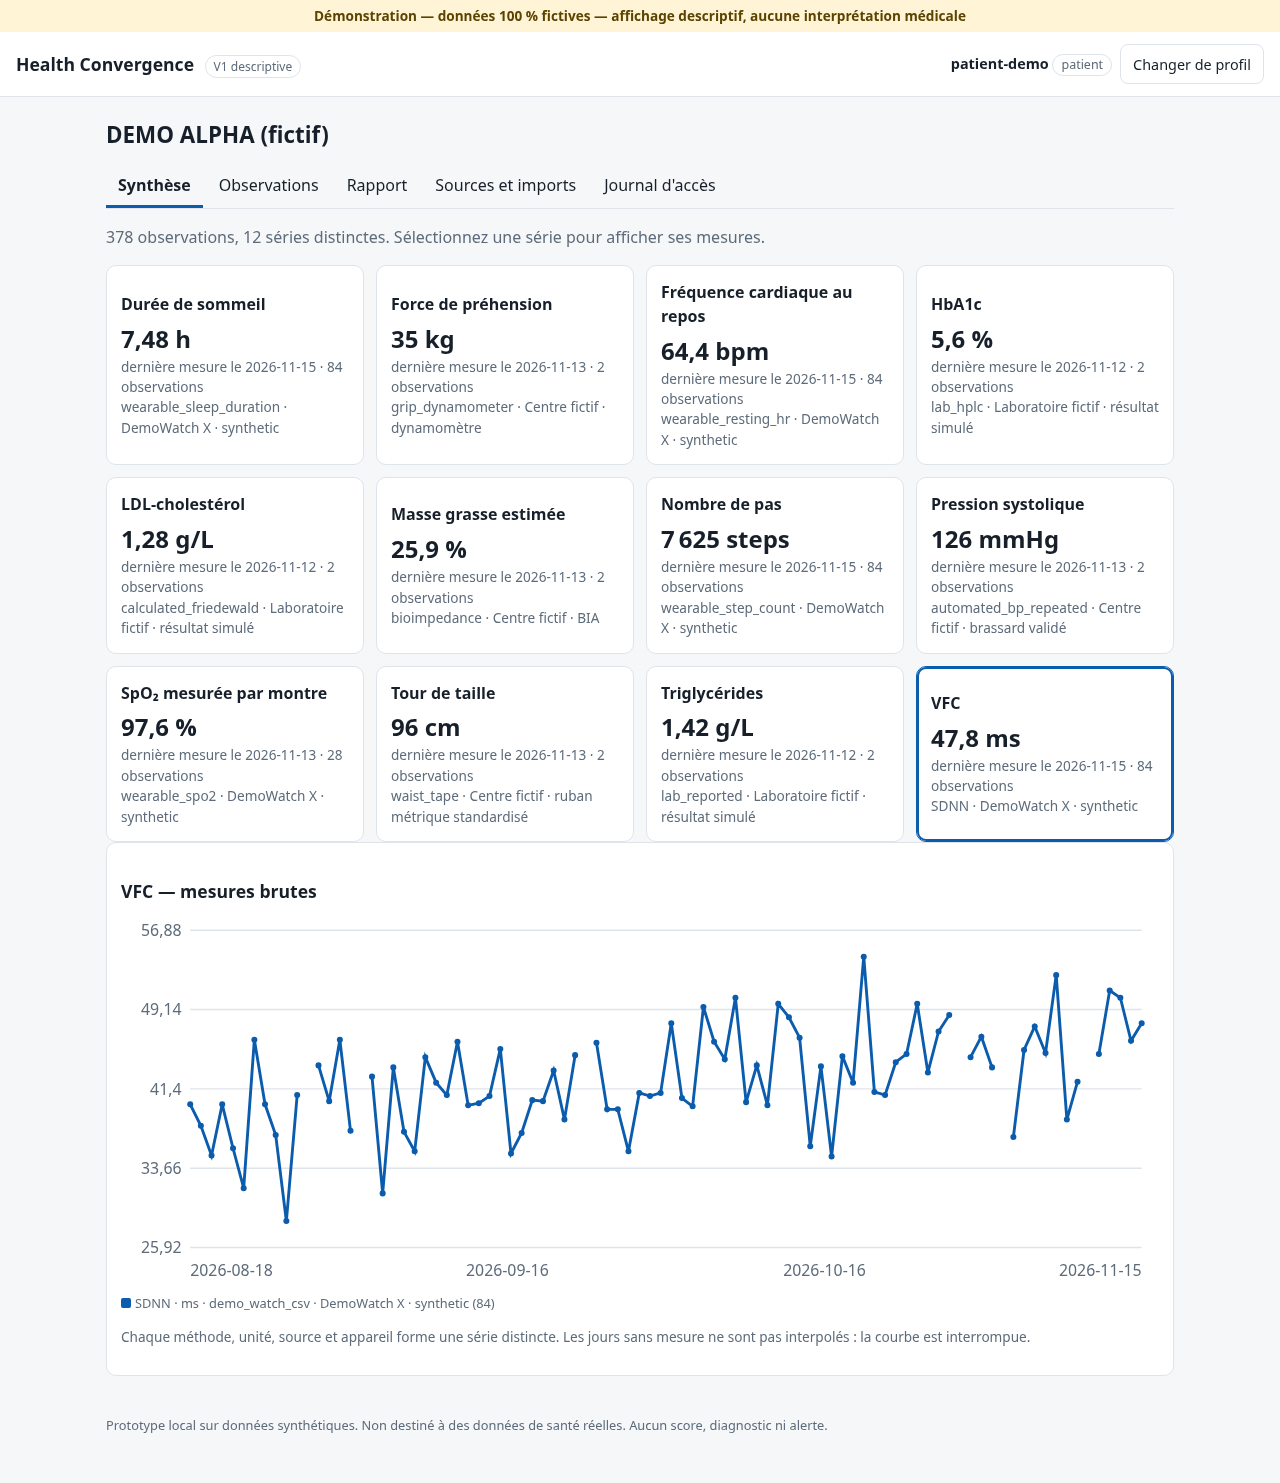 Démonstration — données 100 % fictives — affichage descriptif, aucune interprétation médicale
Health Convergence V1 descriptive
patient-demo patient Changer de profil
DEMO ALPHA (fictif)
Synthèse Observations Rapport Sources et imports Journal d'accès
378 observations, 12 séries distinctes. Sélectionnez une série pour afficher ses mesures.
Durée de sommeil
7,48 h
dernière mesure le 2026-11-15 · 84
observations
wearable_sleep_duration ·
DemoWatch X · synthetic
Force de préhension
35 kg
dernière mesure le 2026-11-13 · 2
observations
grip_dynamometer · Centre fictif ·
dynamomètre
Fréquence cardiaque au
repos
64,4 bpm
dernière mesure le 2026-11-15 · 84
observations
wearable_resting_hr · DemoWatch
X · synthetic
HbA1c
5,6 %
dernière mesure le 2026-11-12 · 2
observations
lab_hplc · Laboratoire fictif · résultat
simulé
LDL-cholestérol
1,28 g/L
dernière mesure le 2026-11-12 · 2
observations
calculated_friedewald · Laboratoire
fictif · résultat simulé
Masse grasse estimée
25,9 %
dernière mesure le 2026-11-13 · 2
observations
bioimpedance · Centre fictif · BIA
Nombre de pas
7 625 steps
dernière mesure le 2026-11-15 · 84
observations
wearable_step_count · DemoWatch
X · synthetic
Pression systolique
126 mmHg
dernière mesure le 2026-11-13 · 2
observations
automated_bp_repeated · Centre
fictif · brassard validé
SpO₂ mesurée par montre
97,6 %
dernière mesure le 2026-11-13 · 28
observations
wearable_spo2 · DemoWatch X ·
synthetic
Tour de taille
96 cm
dernière mesure le 2026-11-13 · 2
observations
waist_tape · Centre fictif · ruban
métrique standardisé
Triglycérides
1,42 g/L
dernière mesure le 2026-11-12 · 2
observations
lab_reported · Laboratoire fictif ·
résultat simulé
VFC
47,8 ms
dernière mesure le 2026-11-15 · 84
observations
SDNN · DemoWatch X · synthetic
VFC — mesures brutes
56,88
49,14
41,4
33,66
25,92
2026-08-18 2026-09-16 2026-10-16 2026-11-15
SDNN · ms · demo_watch_csv · DemoWatch X · synthetic (84)
Chaque méthode, unité, source et appareil forme une série distincte. Les jours sans mesure ne sont pas interpolés : la courbe est interrompue.
Prototype local sur données synthétiques. Non destiné à des données de santé réelles. Aucun score, diagnostic ni alerte.